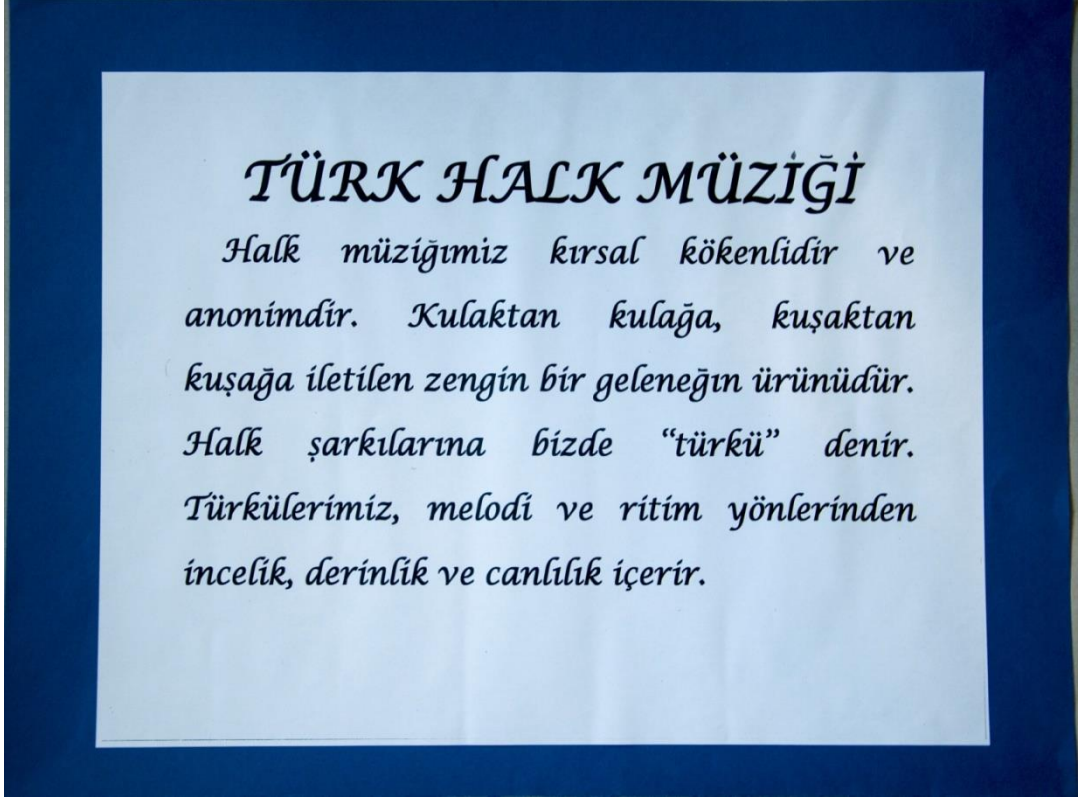 TÜRK HALK MÜZİĞİ
Halk müziğımiz kırsal kökenlidir ve
anonimdir. Kulaktan kulağa, kuşaktan
kuşağa iletilen zengin bir geleneğın ürünüdür.
Halk şarkılarına bizde “türkü” denir.
Türkülerimiz, melodi ve ritim yönlerinden
incelik, derinlik ve canlılık içerir.